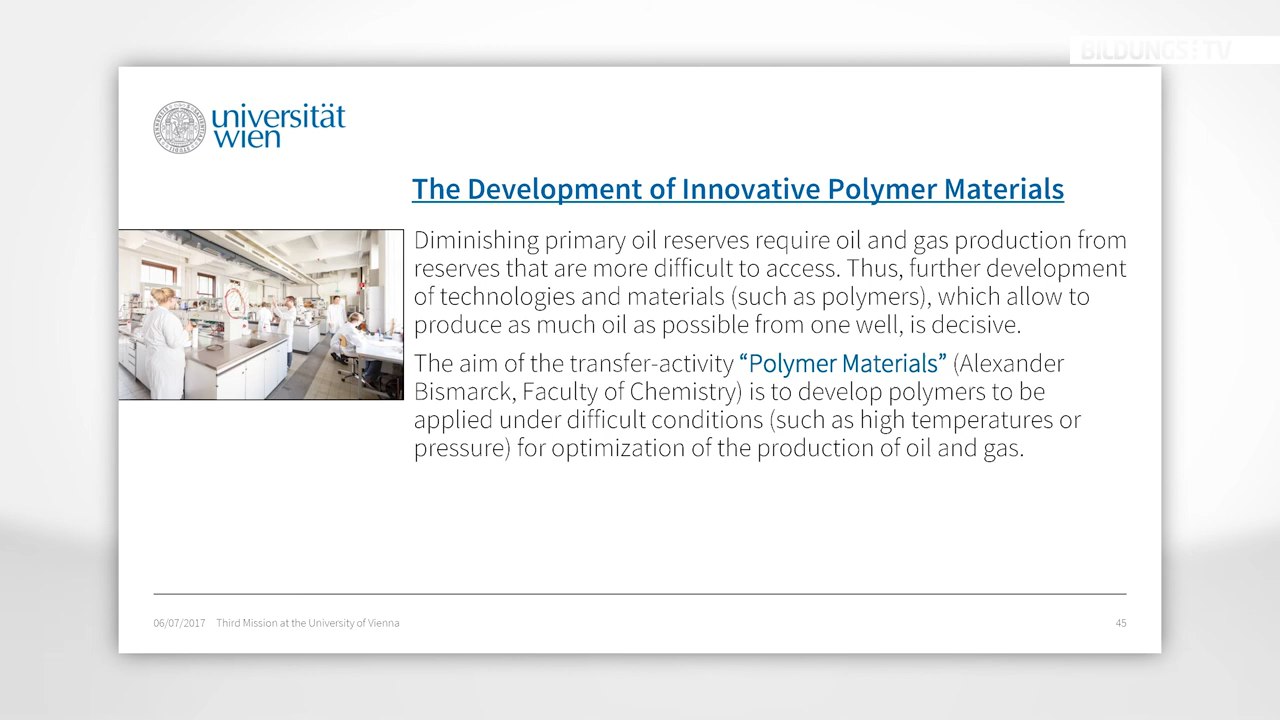 BILDUNGS:TV
universität
wien
The Development of Innovative Polymer Materials
Diminishing primary oil reserves require oil and gas production from
reserves that are more difficult to access. Thus, further development
of technologies and materials (such as polymers), which allow to
produce as much oil as possible from one well, is decisive.
The aim of the transfer-activity “Polymer Materials” (Alexander
Bismarck, Faculty of Chemistry) is to develop polymers to be
applied under difficult conditions (such as high temperatures or
pressure) for optimization of the production of oil and gas.
06/07/2017 Third Mission at the University of Vienna 45